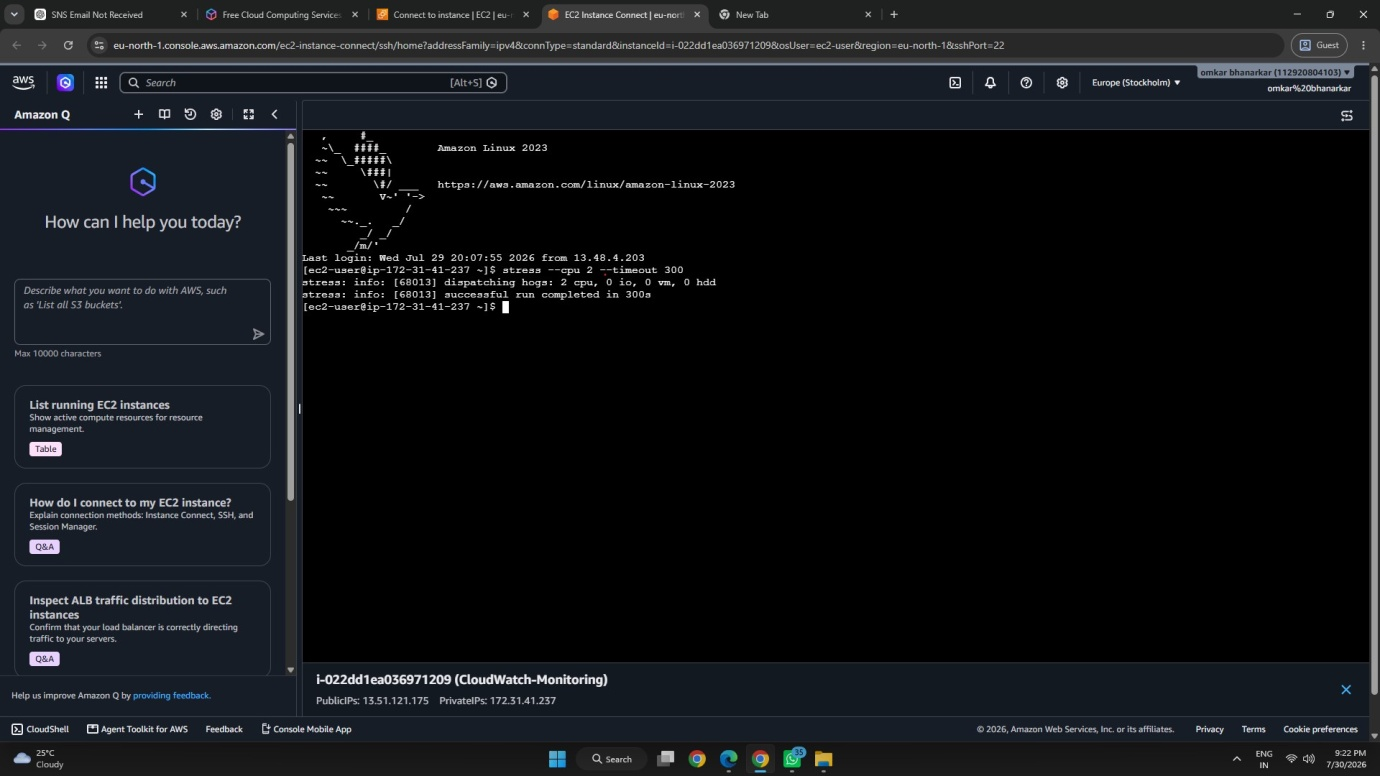 SNS Email Not Received
Free Cloud Computing Services
Connect to instance | EC2 | eu-n
EC2 Instance Connect | eu-nort
New Tab
eu-north-1.console.aws.amazon.com/ec2-instance-connect/ssh/home?addressFamily=ipv4&connType=standard&instanceId=i-022dd1ea036971209&osUser=ec2-user&region=eu-north-1&sshPort=22
Guest
aws
Search
[Alt+S]
Europe (Stockholm)
omkar bhanarkar (112920804103)
omkar%20bhanarkar
Amazon Q
How can I help you today?
Describe what you want to do with AWS, such
as 'List all S3 buckets'.
Max 10000 characters
List running EC2 instances
Show active compute resources for resource
management.
Table
How do I connect to my EC2 instance?
Explain connection methods: Instance Connect, SSH, and
Session Manager.
Q&A
Inspect ALB traffic distribution to EC2
instances
Confirm that your load balancer is correctly directing
traffic to your servers.
Q&A
Help us improve Amazon Q by providing feedback.
   ,     #_
   ~\_  ####_        Amazon Linux 2023
  ~~  \_#####\
  ~~     \###|
  ~~       \#/ ___   https://aws.amazon.com/linux/amazon-linux-2023
   ~~       V~' '->
    ~~~         /
      ~~._.   _/
         _/ _/
       _/m/'
Last login: Wed Jul 29 20:07:55 2026 from 13.48.4.203
[ec2-user@ip-172-31-41-237 ~]$ stress --cpu 2 --timeout 300
stress: info: [68013] dispatching hogs: 2 cpu, 0 io, 0 vm, 0 hdd
stress: info: [68013] successful run completed in 300s
[ec2-user@ip-172-31-41-237 ~]$
i-022dd1ea036971209 (CloudWatch-Monitoring)
PublicIPs: 13.51.121.175 PrivateIPs: 172.31.41.237
CloudShell
Agent Toolkit for AWS
Feedback
Console Mobile App
© 2026, Amazon Web Services, Inc. or its affiliates.
Privacy
Terms
Cookie preferences
25°C
Cloudy
Search
35
ENG
IN
9:22 PM
7/30/2026